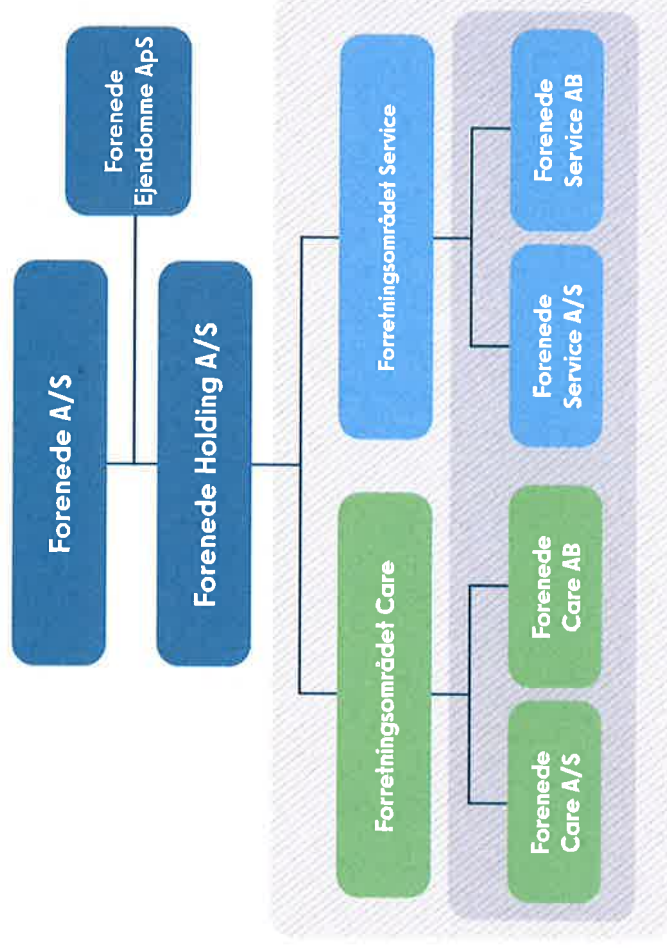 Forenede A/S
Forenede
Ejendomme ApS
Forenede Holding A/S
Forretningsområdet Care
Forretningsområdet Service
Forenede
Care A/S
Forenede
Care AB
Forenede
Service A/S
Forenede
Service AB